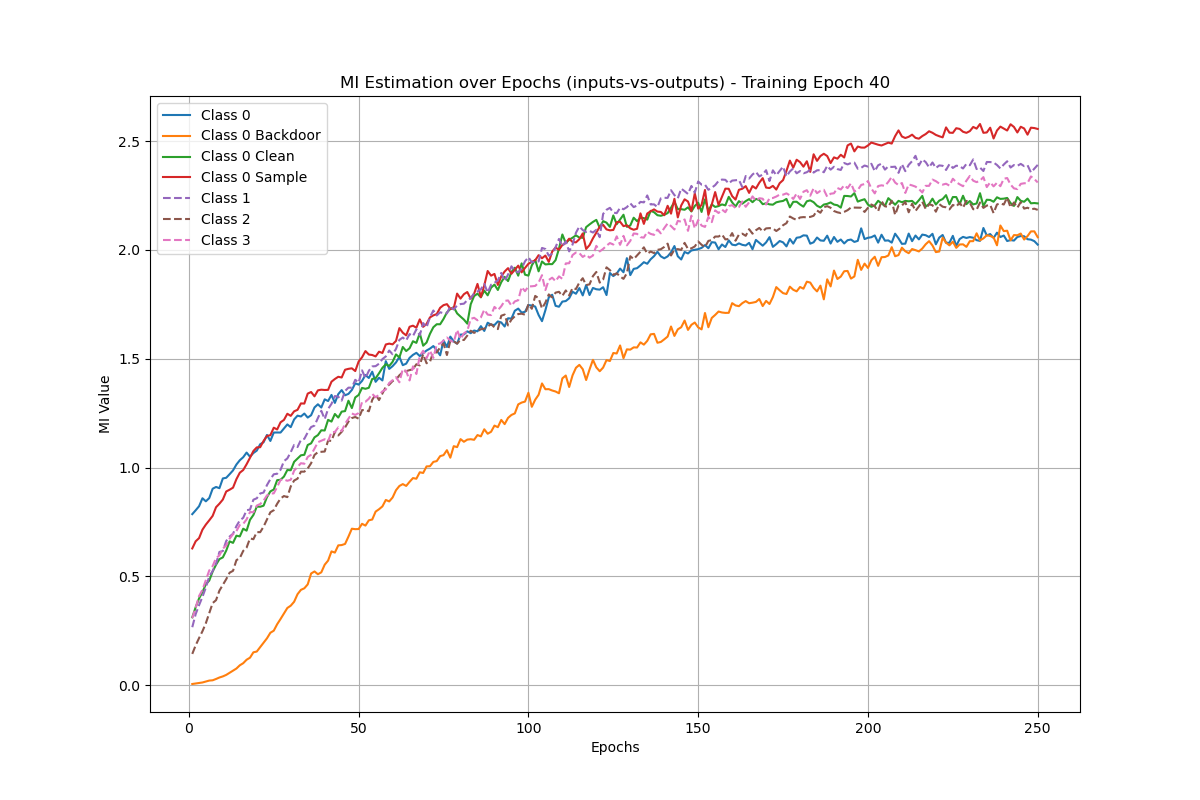 MI Estimation over Epochs (inputs-vs-outputs) - Training Epoch 40
Class 0
Class 0 Backdoor
Class 0 Clean
Class 0 Sample
Class 1
Class 2
Class 3
2.5
2.0
1.5
1.0
0.5
0.0
MI Value
0 50 100 150 200 250
Epochs